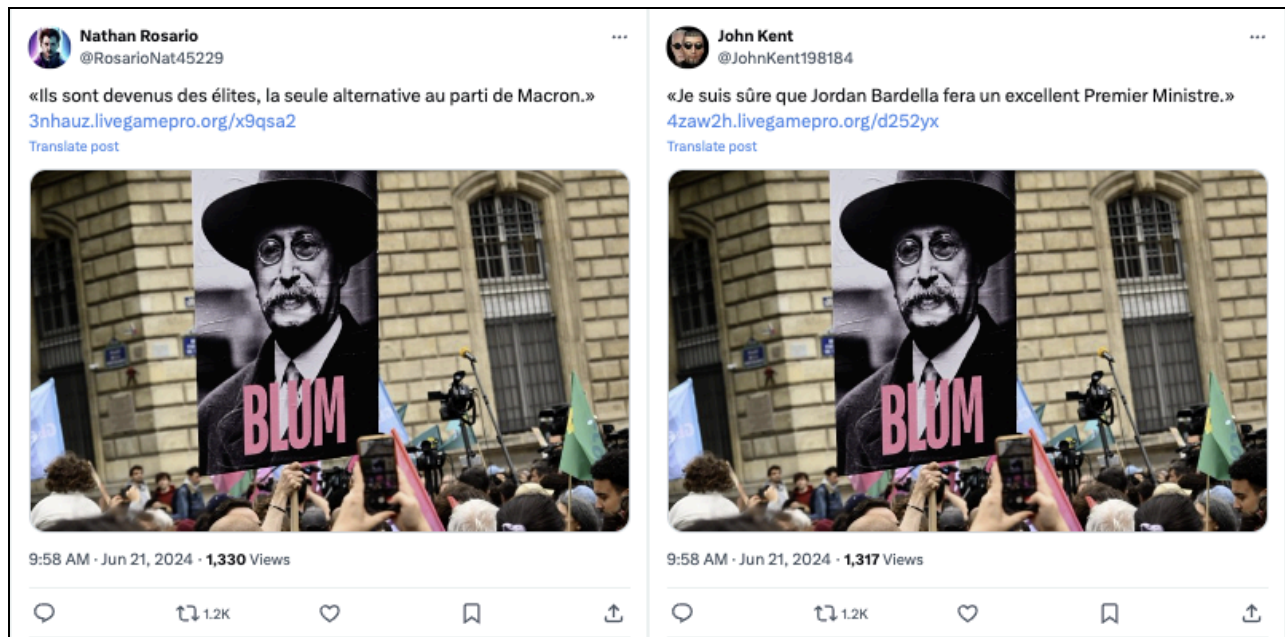 Nathan Rosario
@RosarioNat45229
«Ils sont devenus des élites, la seule alternative au parti de Macron.»
3nhauz.livegamepro.org/x9qsa2
Translate post
BLUM
9:58 AM · Jun 21, 2024 · 1,330 Views
1.2K
John Kent
@JohnKent198184
«Je suis sûre que Jordan Bardella fera un excellent Premier Ministre.»
4zaw2h.livegamepro.org/d252yx
Translate post
BLUM
9:58 AM · Jun 21, 2024 · 1,317 Views
1.2K